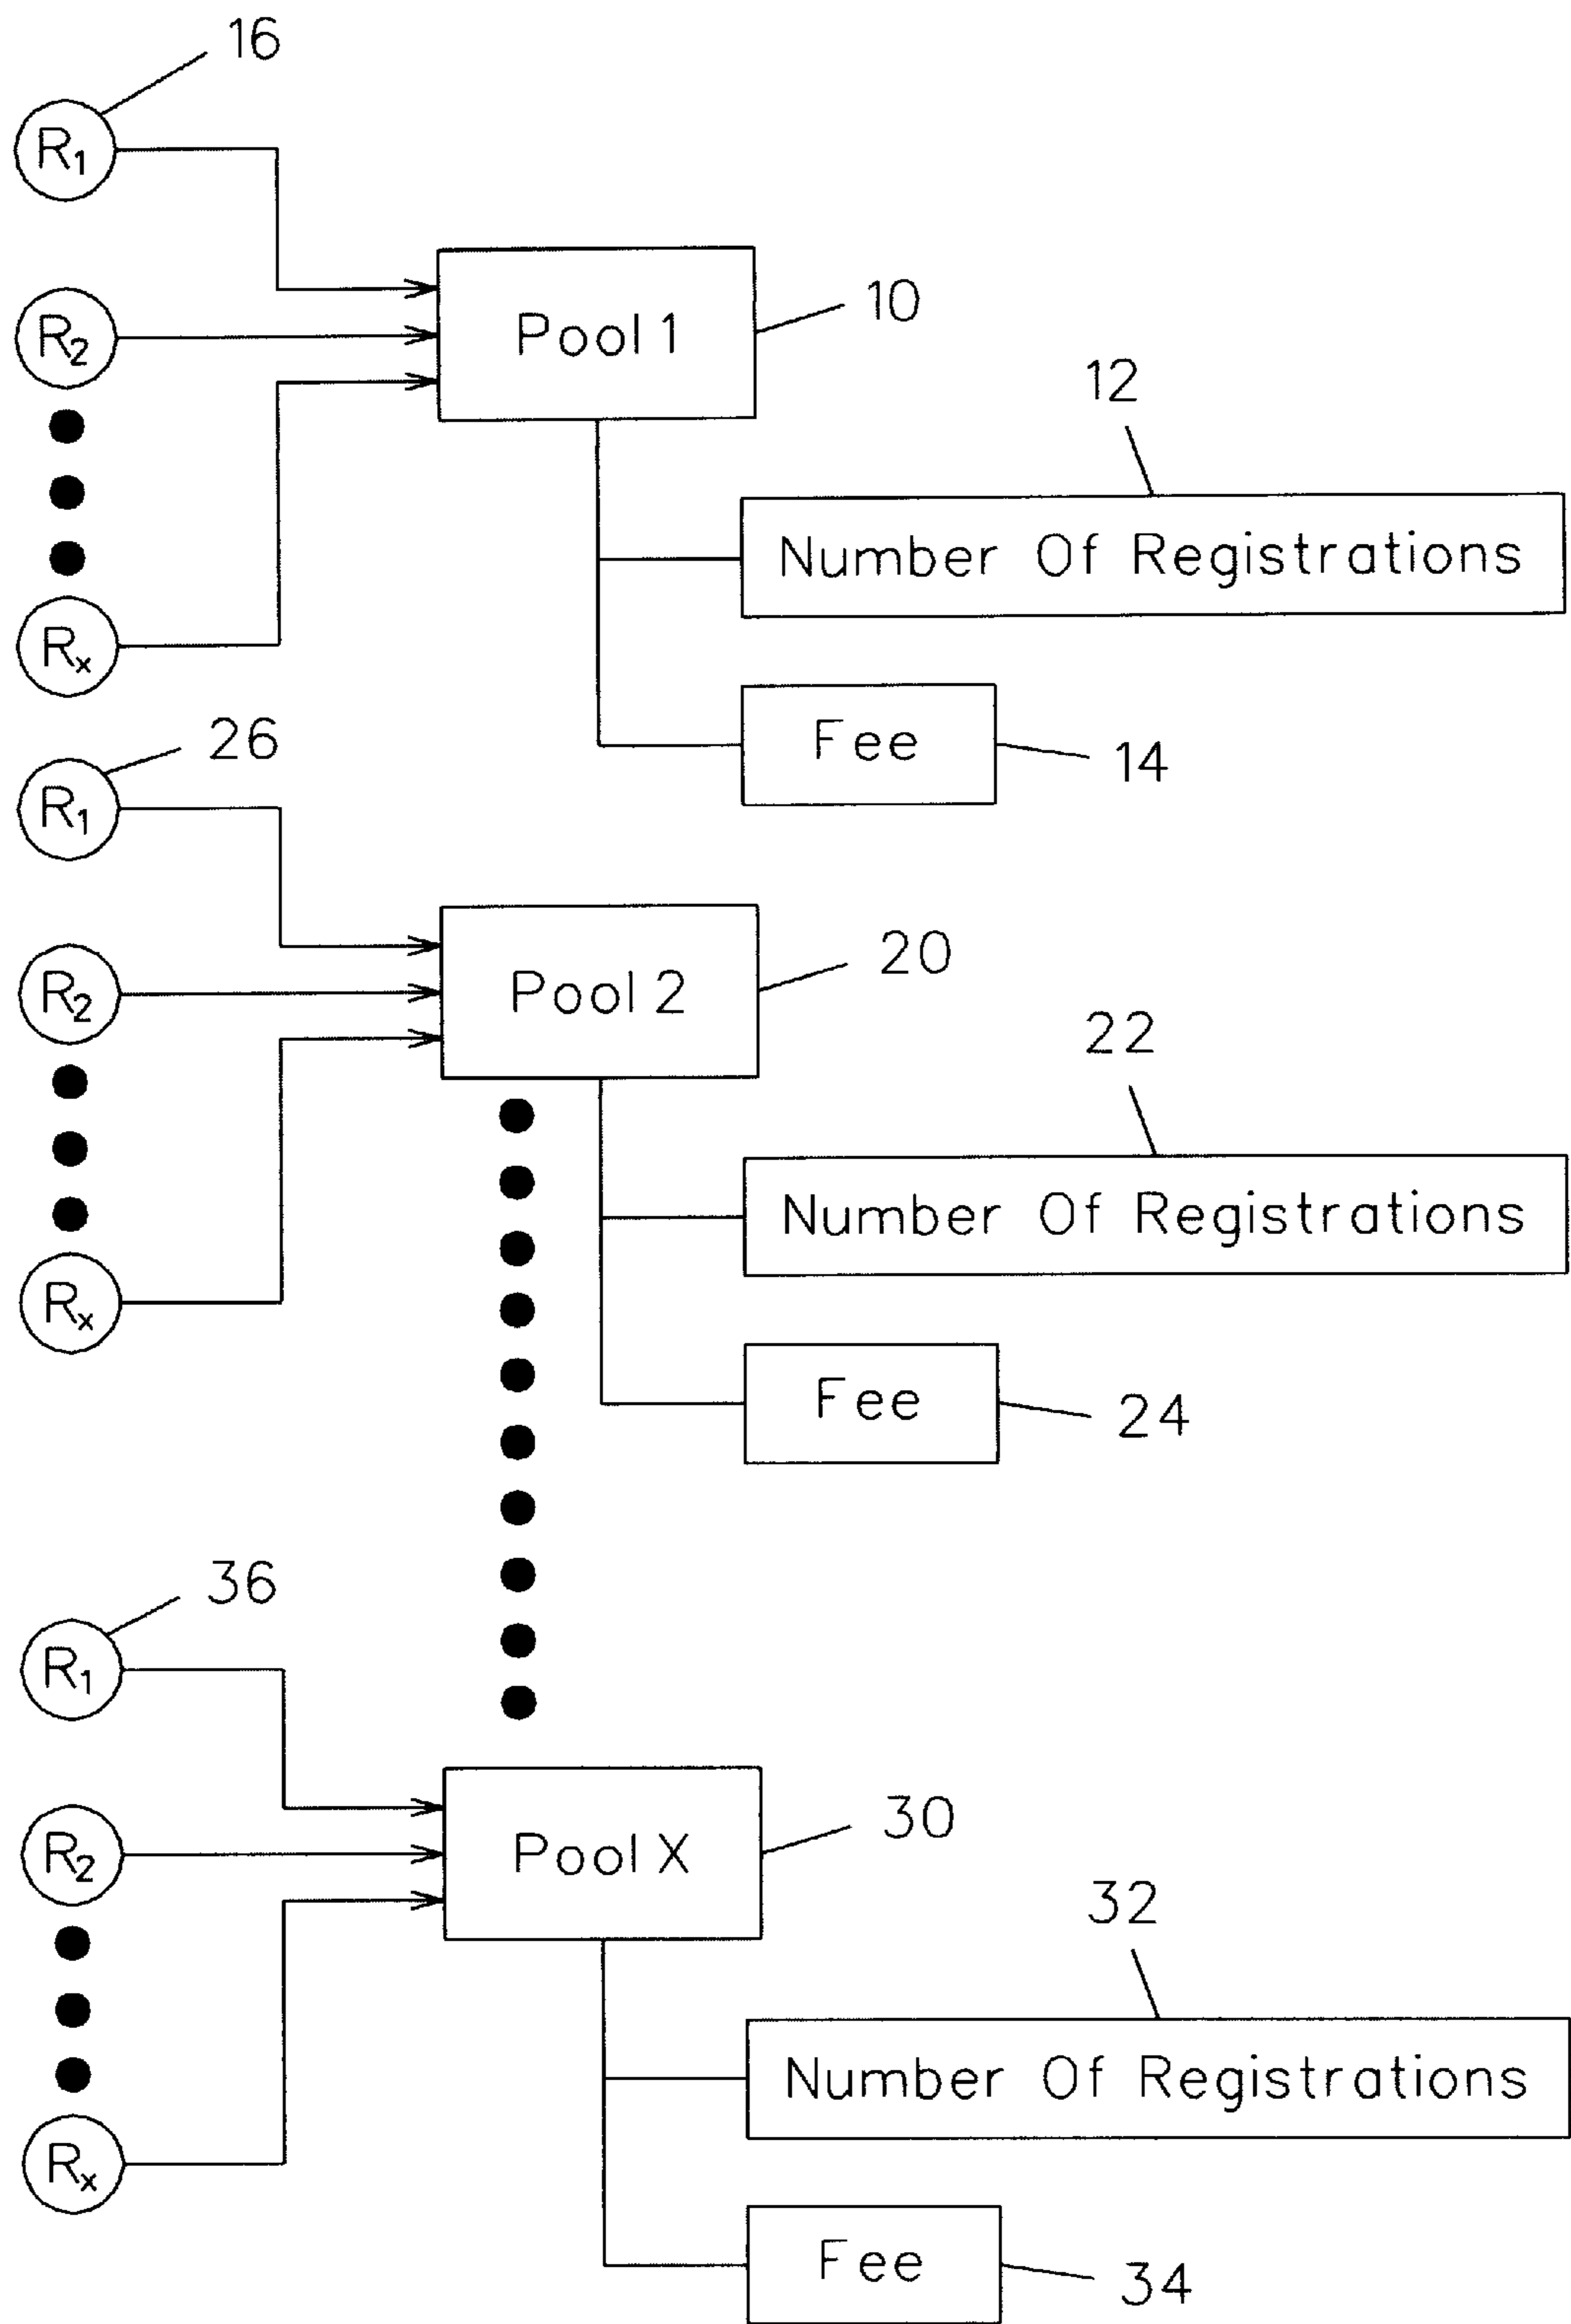 16
R1
10
R2
Pool 1
12
Number Of Registrations
Rx
Fee
14
26
R1
20
R2
Pool 2
22
Number Of Registrations
Rx
Fee
24
36
R1
30
R2
Pool X
32
Number Of Registrations
Rx
Fee
34